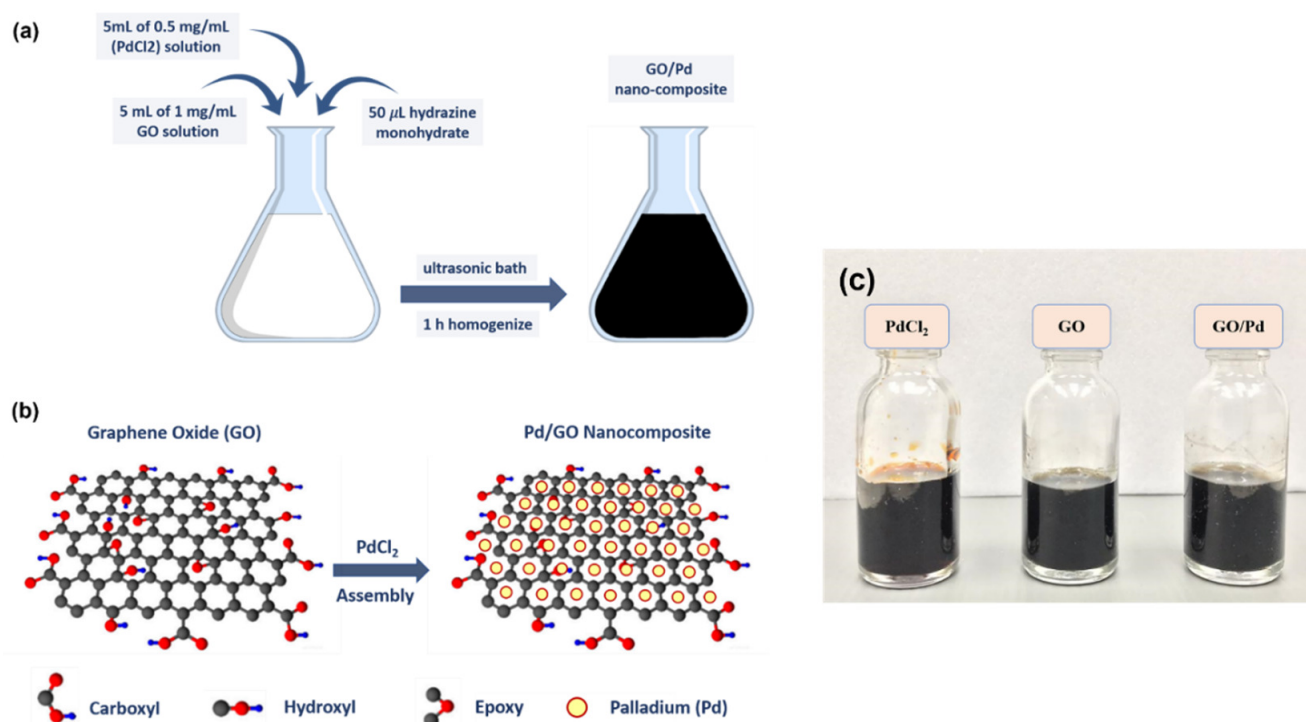 (a)
5mL of 0.5 mg/mL
(PdCl2) solution
5 mL of 1 mg/mL
GO solution
50 μL hydrazine
monohydrate
GO/Pd
nano-composite
ultrasonic bath
1 h homogenize
(b)
Graphene Oxide (GO)
Pd/GO Nanocomposite
PdCl₂
Assembly
Carboxyl
Hydroxyl
Epoxy
Palladium (Pd)
(c)
PdCl₂
GO
GO/Pd